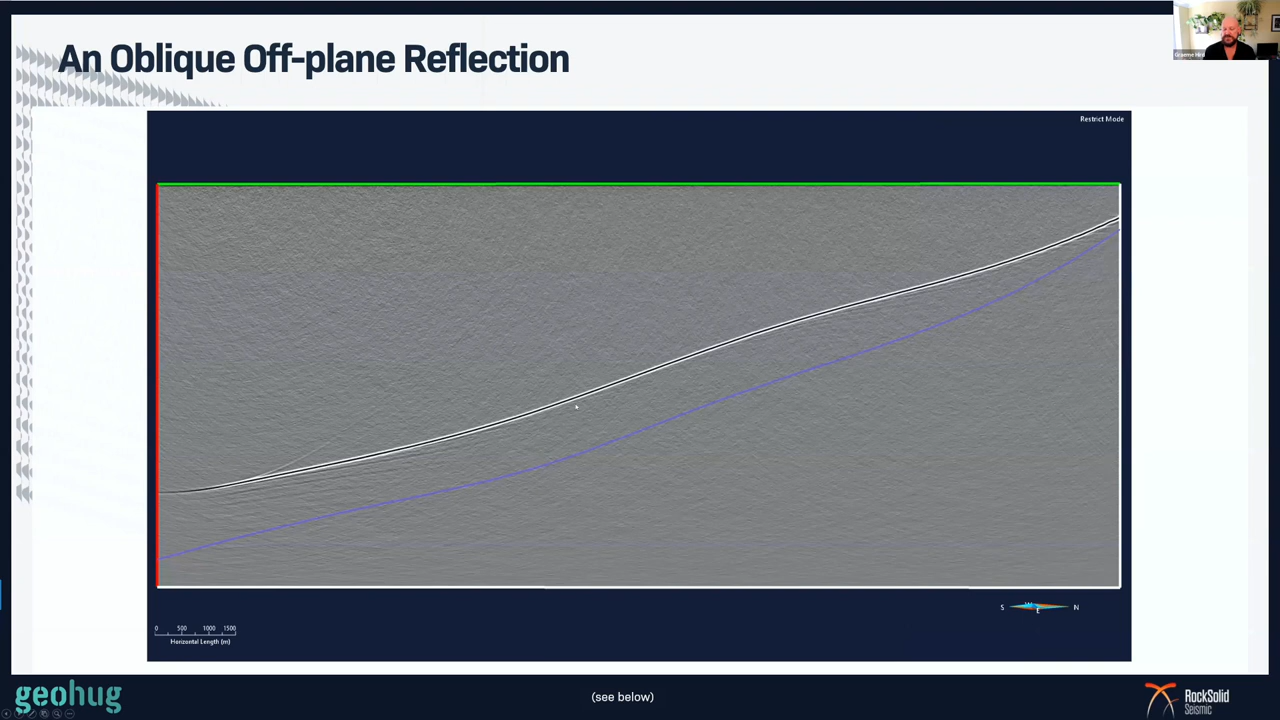 An Oblique Off-plane Reflection
Restrict Mode
S
W
E
N
0 500 1000 1500
Horizontal Length (m)
geohug
(see below)
RockSolid
Seismic